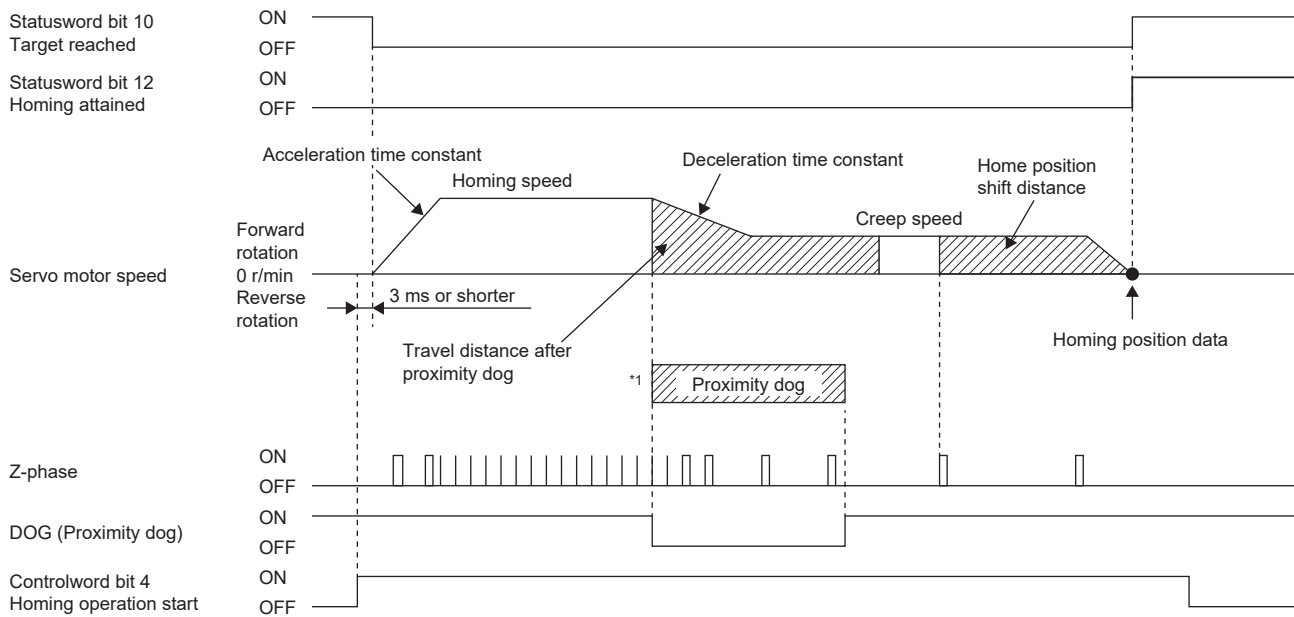 Statusword bit 10
Target reached
ON
OFF
Statusword bit 12
Homing attained
ON
OFF
Acceleration time constant
Homing speed
Deceleration time constant
Home position
shift distance
Creep speed
Servo motor speed
Forward
rotation
0 r/min
Reverse
rotation
3 ms or shorter
Travel distance after
proximity dog
Homing position data
*1
Proximity dog
Z-phase
ON
OFF
DOG (Proximity dog)
ON
OFF
Controlword bit 4
Homing operation start
ON
OFF